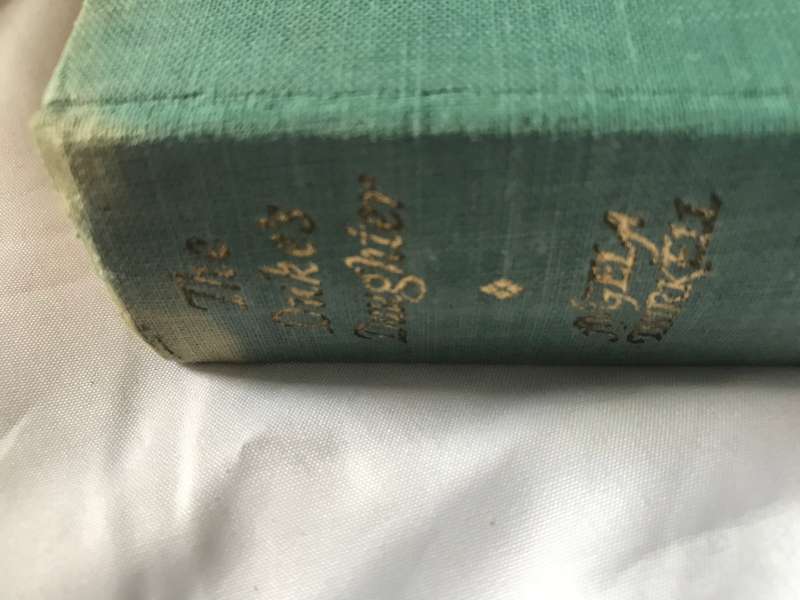 The
Duke's
Daughter
ANGELA
THIRKELL